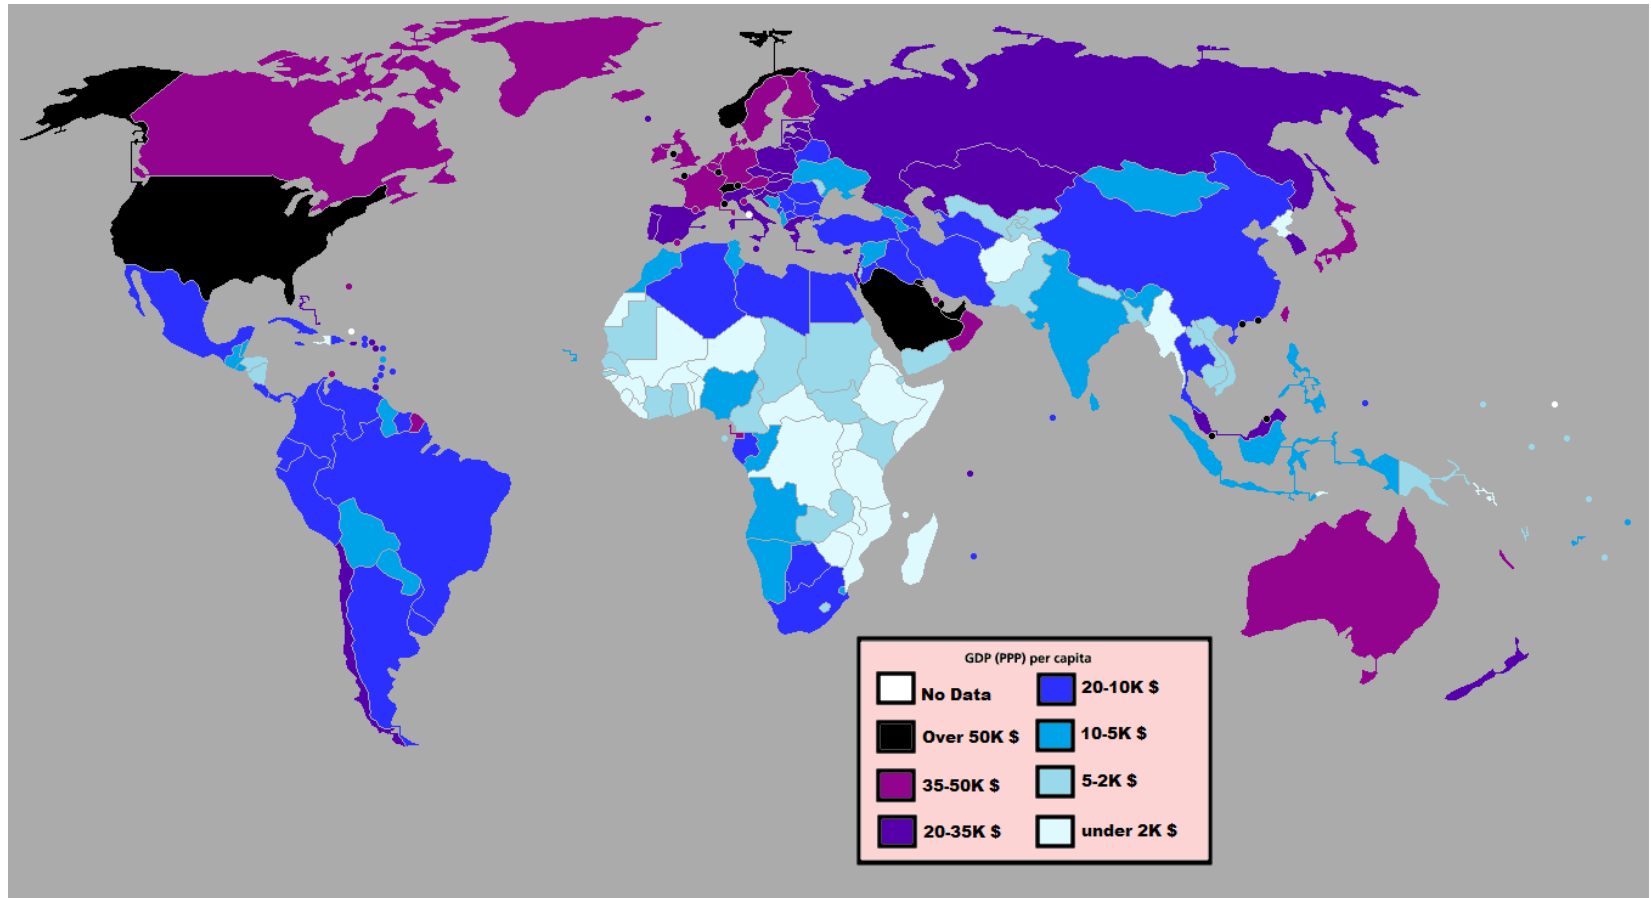 GDP (PPP) per capita
No Data
Over 50K $
35-50K $
20-35K $
20-10K $
10-5K $
5-2K $
under 2K $